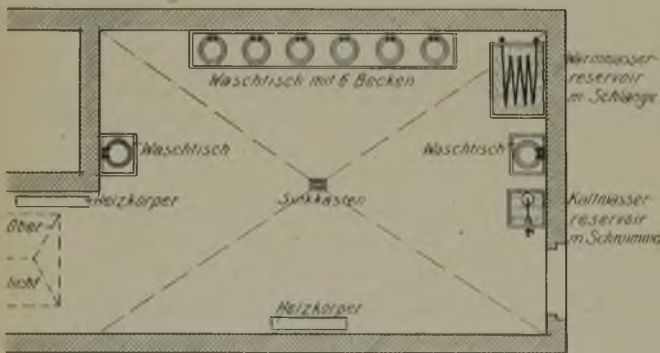 Waschtisch mit 6 Becken
Warmwasser-
reservoir
m. Schlange
Waschtisch
Waschtisch
Heizkörper
Sinkkasten
Kaltwasser
reservoir
m Schwimmer
Ober
licht
Heizkörper